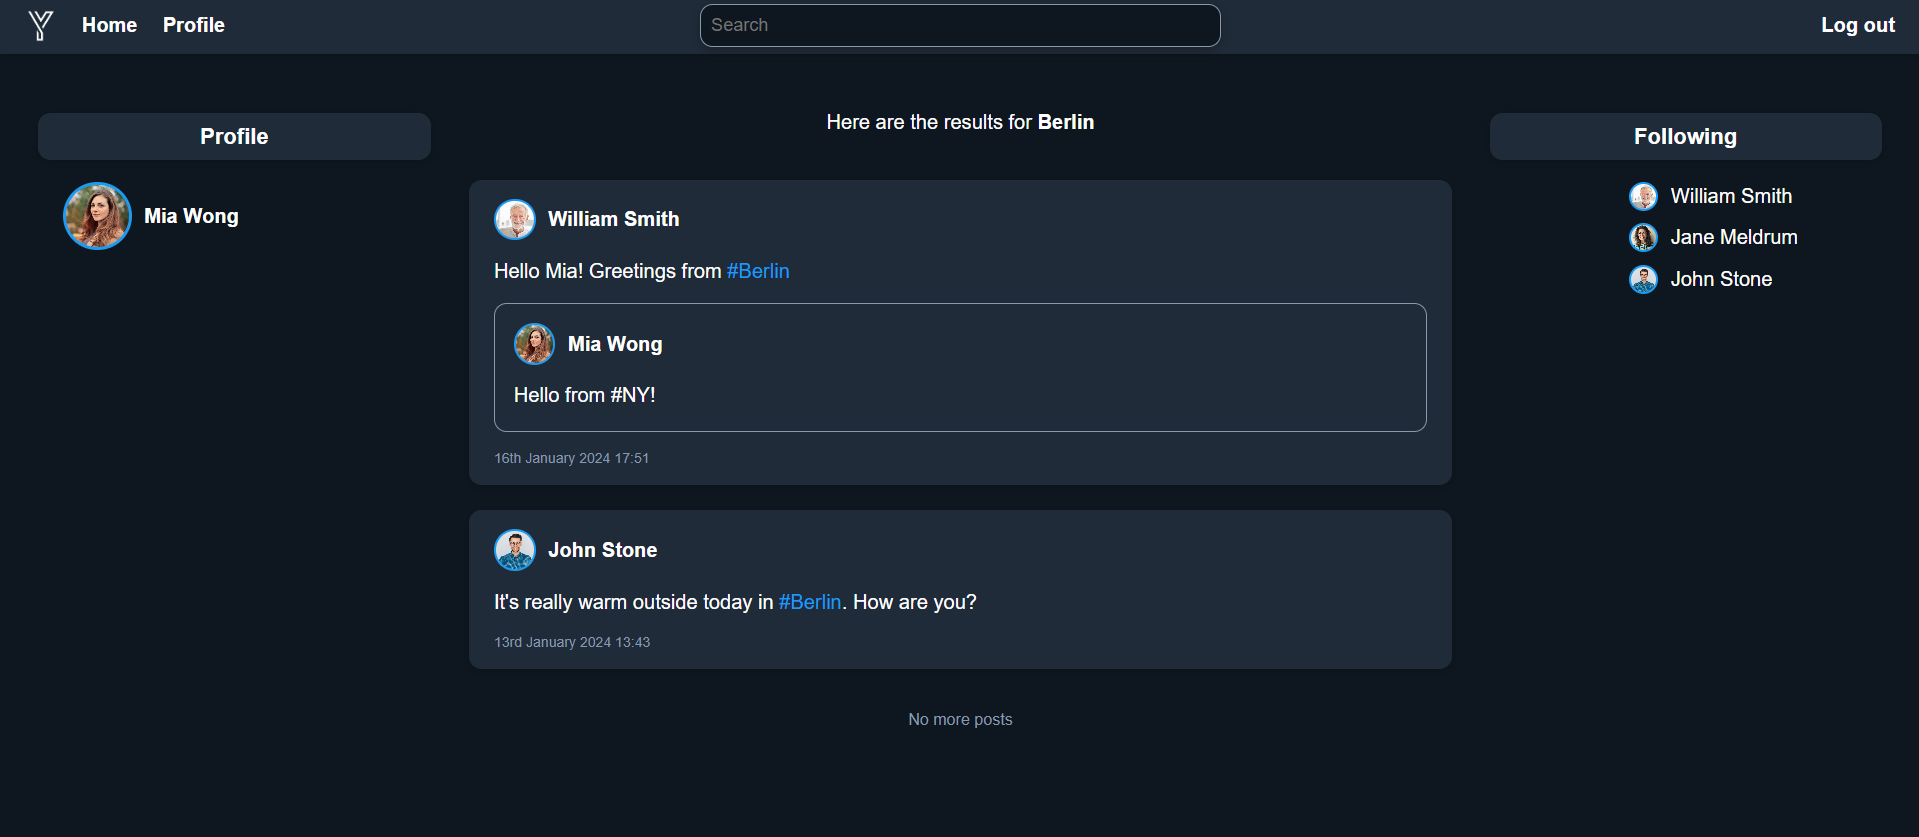 Y Home Profile Search Log out
Profile
Mia Wong
Here are the results for Berlin
William Smith
Hello Mia! Greetings from #Berlin
Mia Wong
Hello from #NY!
16th January 2024 17:51
John Stone
It's really warm outside today in #Berlin. How are you?
13rd January 2024 13:43
No more posts
Following
William Smith
Jane Meldrum
John Stone